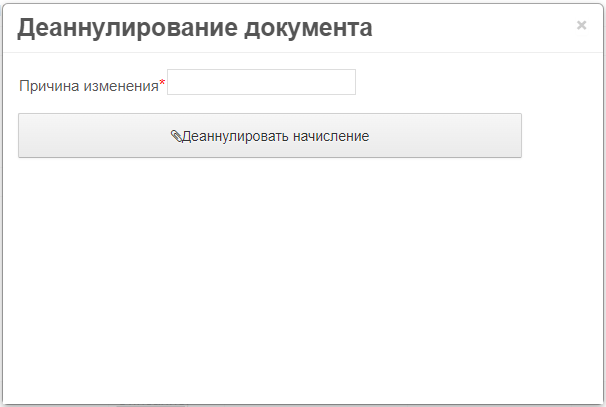 Деаннулирование документа ×
Причина изменения*
Деаннулировать начисление